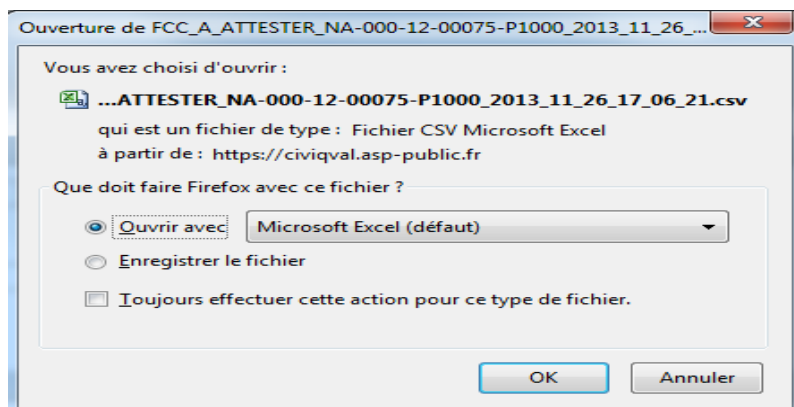 Ouverture de FCC_A_ATTESTER_NA-000-12-00075-P1000_2013_11_26_...
Vous avez choisi d'ouvrir :
...ATTESTER_NA-000-12-00075-P1000_2013_11_26_17_06_21.csv
qui est un fichier de type : Fichier CSV Microsoft Excel
à partir de : https://civiqval.asp-public.fr
Que doit faire Firefox avec ce fichier ?
Ouvrir avec Microsoft Excel (défaut)
Enregistrer le fichier
Toujours effectuer cette action pour ce type de fichier.
OK Annuler